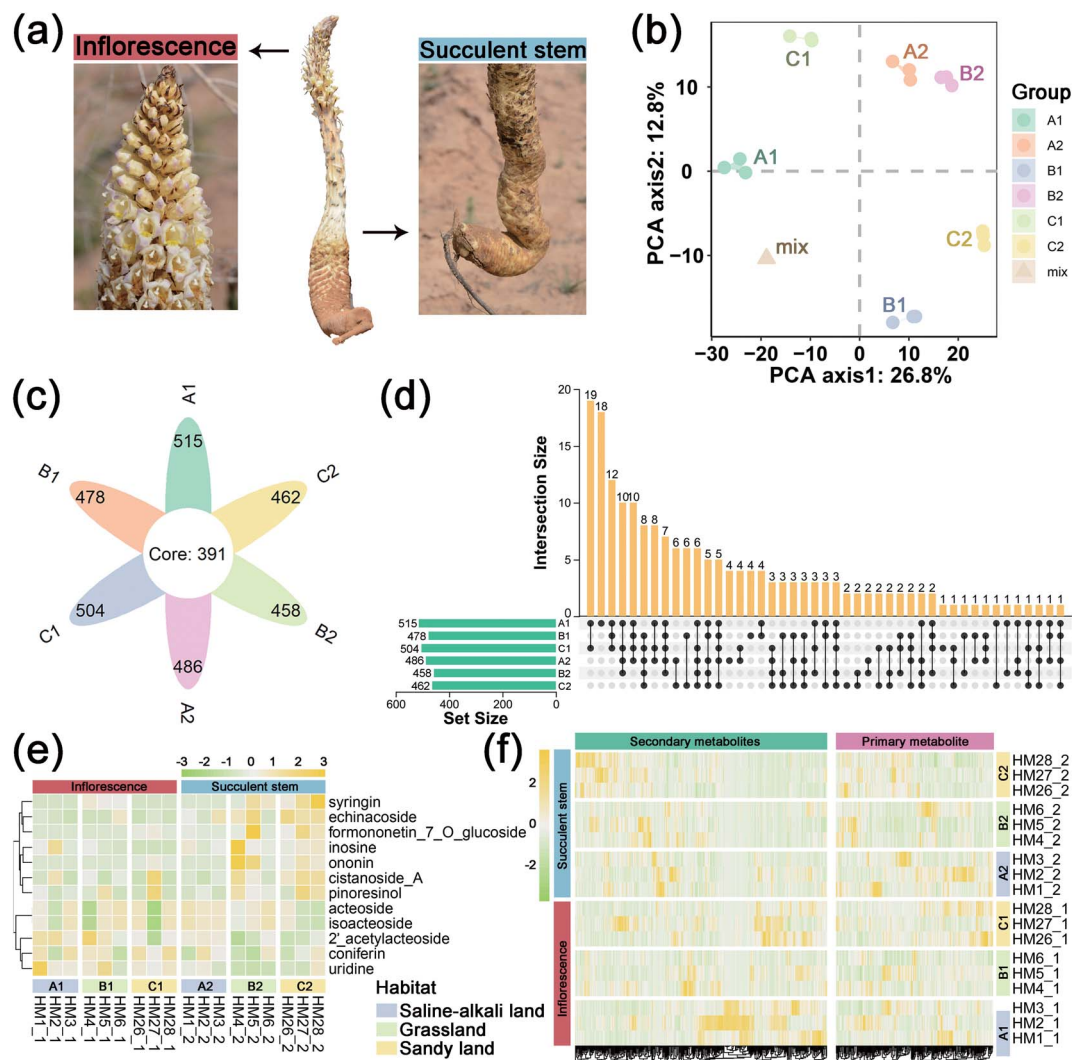 (a)
Inflorescence
Succulent stem
(b)
C1
A2
B2
A1
C2
mix
B1
10
0
−10
−30
−20
−10
0
10
20
PCA axis2: 12.8%
PCA axis1: 26.8%
Group
A1
A2
B1
B2
C1
C2
mix
(c)
A1
515
B1
478
C2
462
Core: 391
C1
504
B2
458
486
A2
(d)
Intersection Size
20
15
10
5
0
19 18 12 10 10 8 8 7 6 6 6 5 5 4 4 4 4 3 3 3 3 3 3 3 2 2 2 2 2 2 2 2 2 1 1 1 1 1 1 1 1 1 1 1 1
515 A1
478 B1
504 C1
486 A2
458 B2
462 C2
600 400 200 0
Set Size
(e)
-3 -2 -1 0 1 2 3
Inflorescence
Succulent stem
syringin
echinacoside
formononetin_7_O_glucoside
inosine
ononin
cistanoside_A
pinoresinol
acteoside
isoacteoside
2'_acetylacteoside
coniferin
uridine
A1 B1 C1 A2 B2 C2
HM1_1
HM2_1
HM3_1
HM4_1
HM5_1
HM6_1
HM26_1
HM27_1
HM28_1
HM1_2
HM2_2
HM3_2
HM4_2
HM5_2
HM6_2
HM26_2
HM27_2
HM28_2
Habitat
Saline-alkali land
Grassland
Sandy land
(f)
2
0
-2
Secondary metabolites
Primary metabolite
Succulent stem
Inflorescence
C2
HM28_2
HM27_2
HM26_2
B2
HM6_2
HM5_2
HM4_2
A2
HM3_2
HM2_2
HM1_2
C1
HM28_1
HM27_1
HM26_1
B1
HM6_1
HM5_1
HM4_1
A1
HM3_1
HM2_1
HM1_1